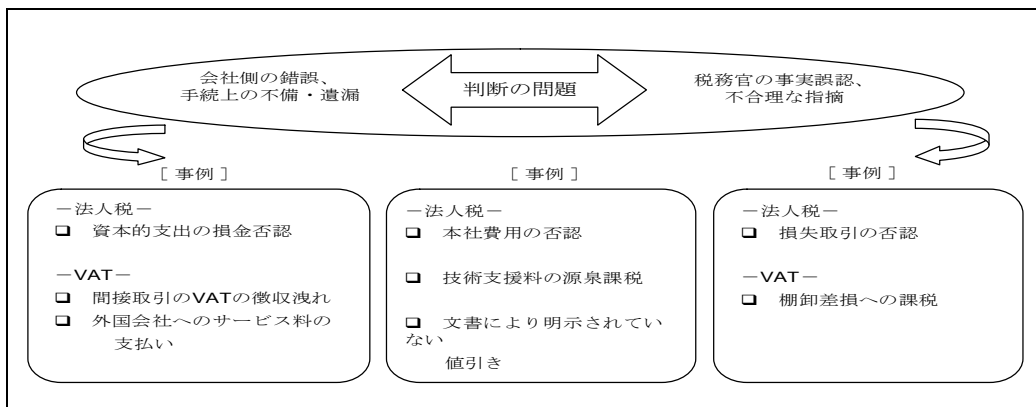 会社側の錯誤、
手続上の不備・遺漏
判断の問題
税務官の事実誤認、
不合理な指摘
[ 事例 ]
[ 事例 ]
[ 事例 ]
－法人税－
❑ 資本的支出の損金否認
－VAT－
❑ 間接取引のVATの徴収洩れ
❑ 外国会社へのサービス料の
支払い
－法人税－
❑ 本社費用の否認
❑ 技術支援料の源泉課税
❑ 文書により明示されてい
ない
値引き
－法人税－
❑ 損失取引の否認
－VAT－
❑ 棚卸差損への課税